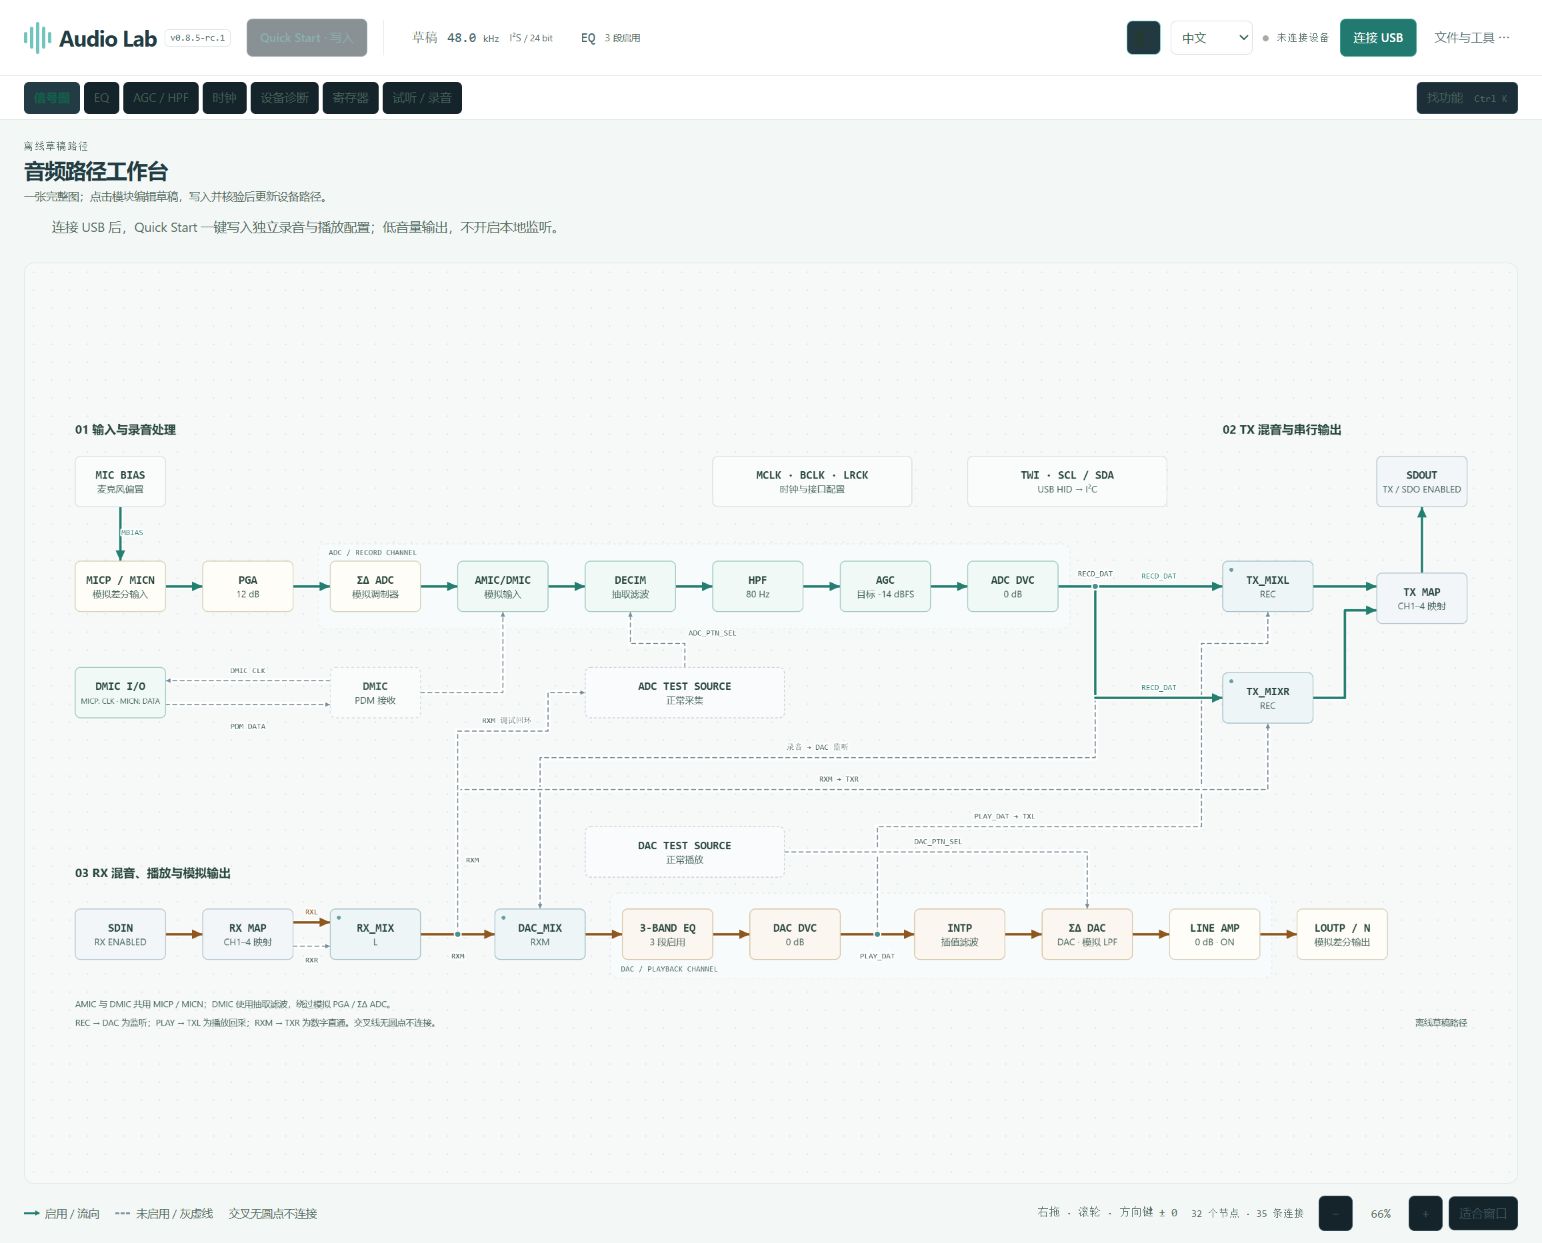 Audio Lab v0.8.5-rc.1 Quick Start · 写入 草稿 48.0 kHz I²S / 24 bit EQ 3 段启用 中文 未连接设备 连接 USB 文件与工具 ···
信号图 EQ AGC / HPF 时钟 设备诊断 寄存器 试听 / 录音 找功能 Ctrl K
离线草稿路径
音频路径工作台
一张完整图；点击模块编辑草稿，写入并核验后更新设备路径。
连接 USB 后，Quick Start 一键写入独立录音与播放配置；低音量输出，不开启本地监听。
01 输入与录音处理
02 TX 混音与串行输出
MIC BIAS
麦克风偏置
MCLK · BCLK · LRCK
时钟与接口配置
TWI · SCL / SDA
USB HID → I²C
SDOUT
TX / SDO ENABLED
MBIAS
ADC / RECORD CHANNEL
MICP / MICN
模拟差分输入
PGA
12 dB
ΣΔ ADC
模拟调制器
AMIC/DMIC
模拟输入
DECIM
抽取滤波
HPF
80 Hz
AGC
目标 -14 dBFS
ADC DVC
0 dB
RECD_DAT
RECD_DAT
TX_MIXL
REC
TX MAP
CH1–4 映射
ADC_PTN_SEL
DMIC I/O
MICP: CLK · MICN: DATA
DMIC CLK
PDM DATA
DMIC
PDM 接收
ADC TEST SOURCE
正常采集
RECD_DAT
TX_MIXR
REC
RXM 调试回环
录音 → DAC 监听
RXM → TXR
PLAY_DAT → TXL
DAC TEST SOURCE
正常播放
DAC_PTN_SEL
RXM
03 RX 混音、播放与模拟输出
SDIN
RX ENABLED
RX MAP
CH1–4 映射
RXL
RXR
RX_MIX
L
RXM
DAC_MIX
RXM
3-BAND EQ
3 段启用
DAC DVC
0 dB
PLAY_DAT
INTP
插值滤波
ΣΔ DAC
DAC · 模拟 LPF
LINE AMP
0 dB · ON
LOUTP / N
模拟差分输出
DAC / PLAYBACK CHANNEL
AMIC 与 DMIC 共用 MICP / MICN；DMIC 使用抽取滤波，绕过模拟 PGA / ΣΔ ADC。
REC → DAC 为监听；PLAY → TXL 为播放回采；RXM → TXR 为数字直通。交叉线无圆点不连接。
离线草稿路径
启用 / 流向 未启用 / 灰虚线 交叉无圆点不连接 右拖 · 滚轮 · 方向键 ± 0 32 个节点 · 35 条连接 − 66% + 适合窗口